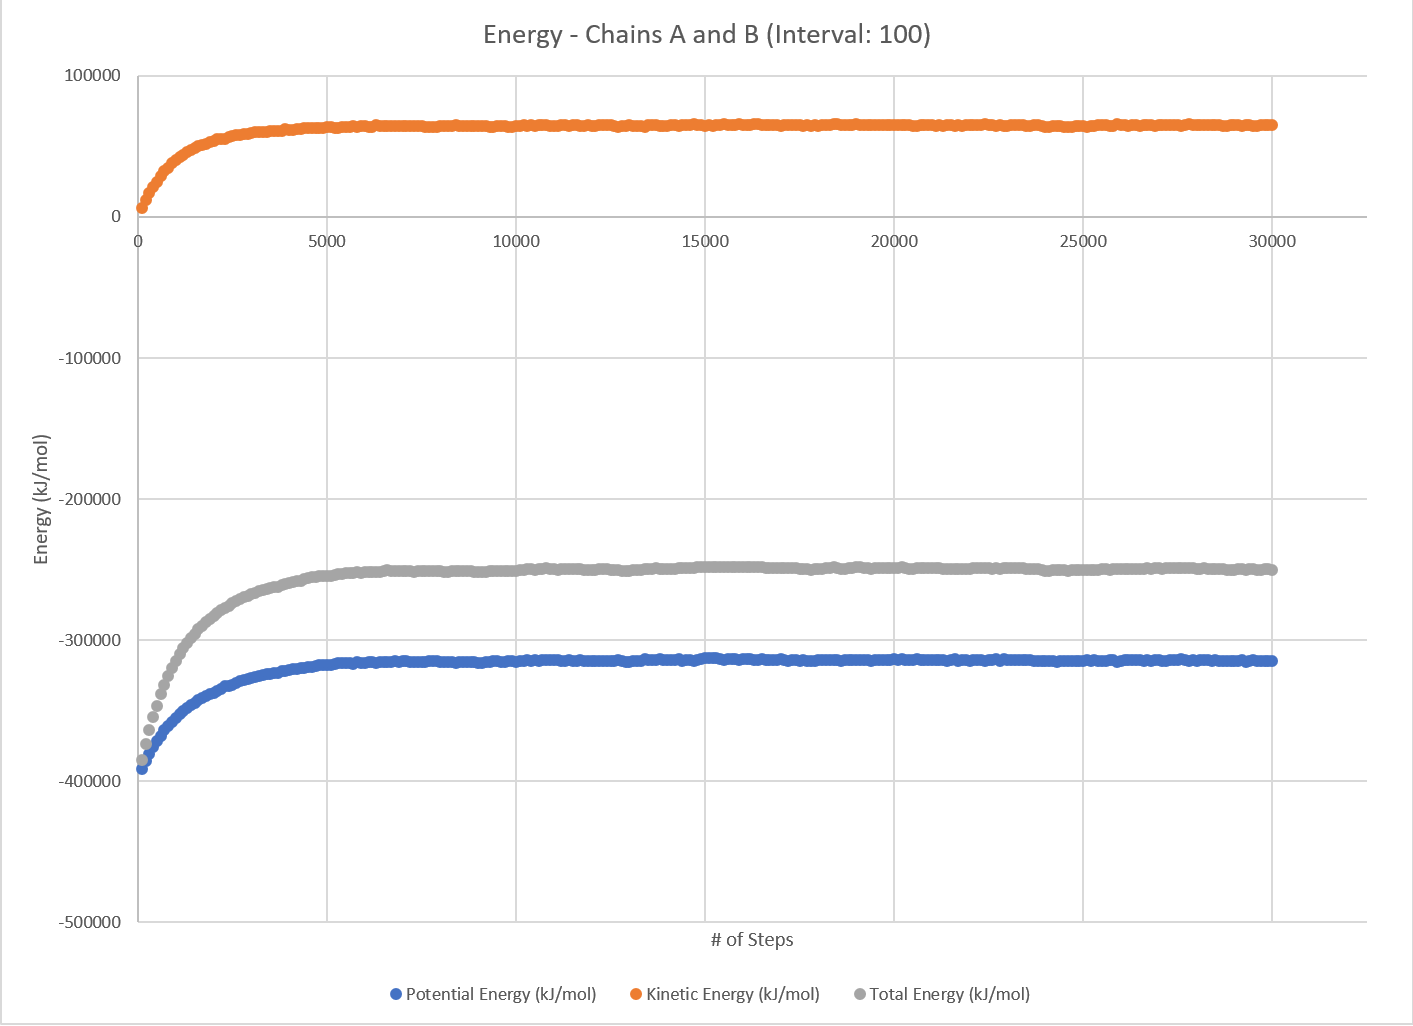 Energy - Chains A and B (Interval: 100)
100000
0
0 5000 10000 15000 20000 25000 30000
-100000
-200000
-300000
-400000
-500000
Energy (kJ/mol)
# of Steps
Potential Energy (kJ/mol) Kinetic Energy (kJ/mol) Total Energy (kJ/mol)